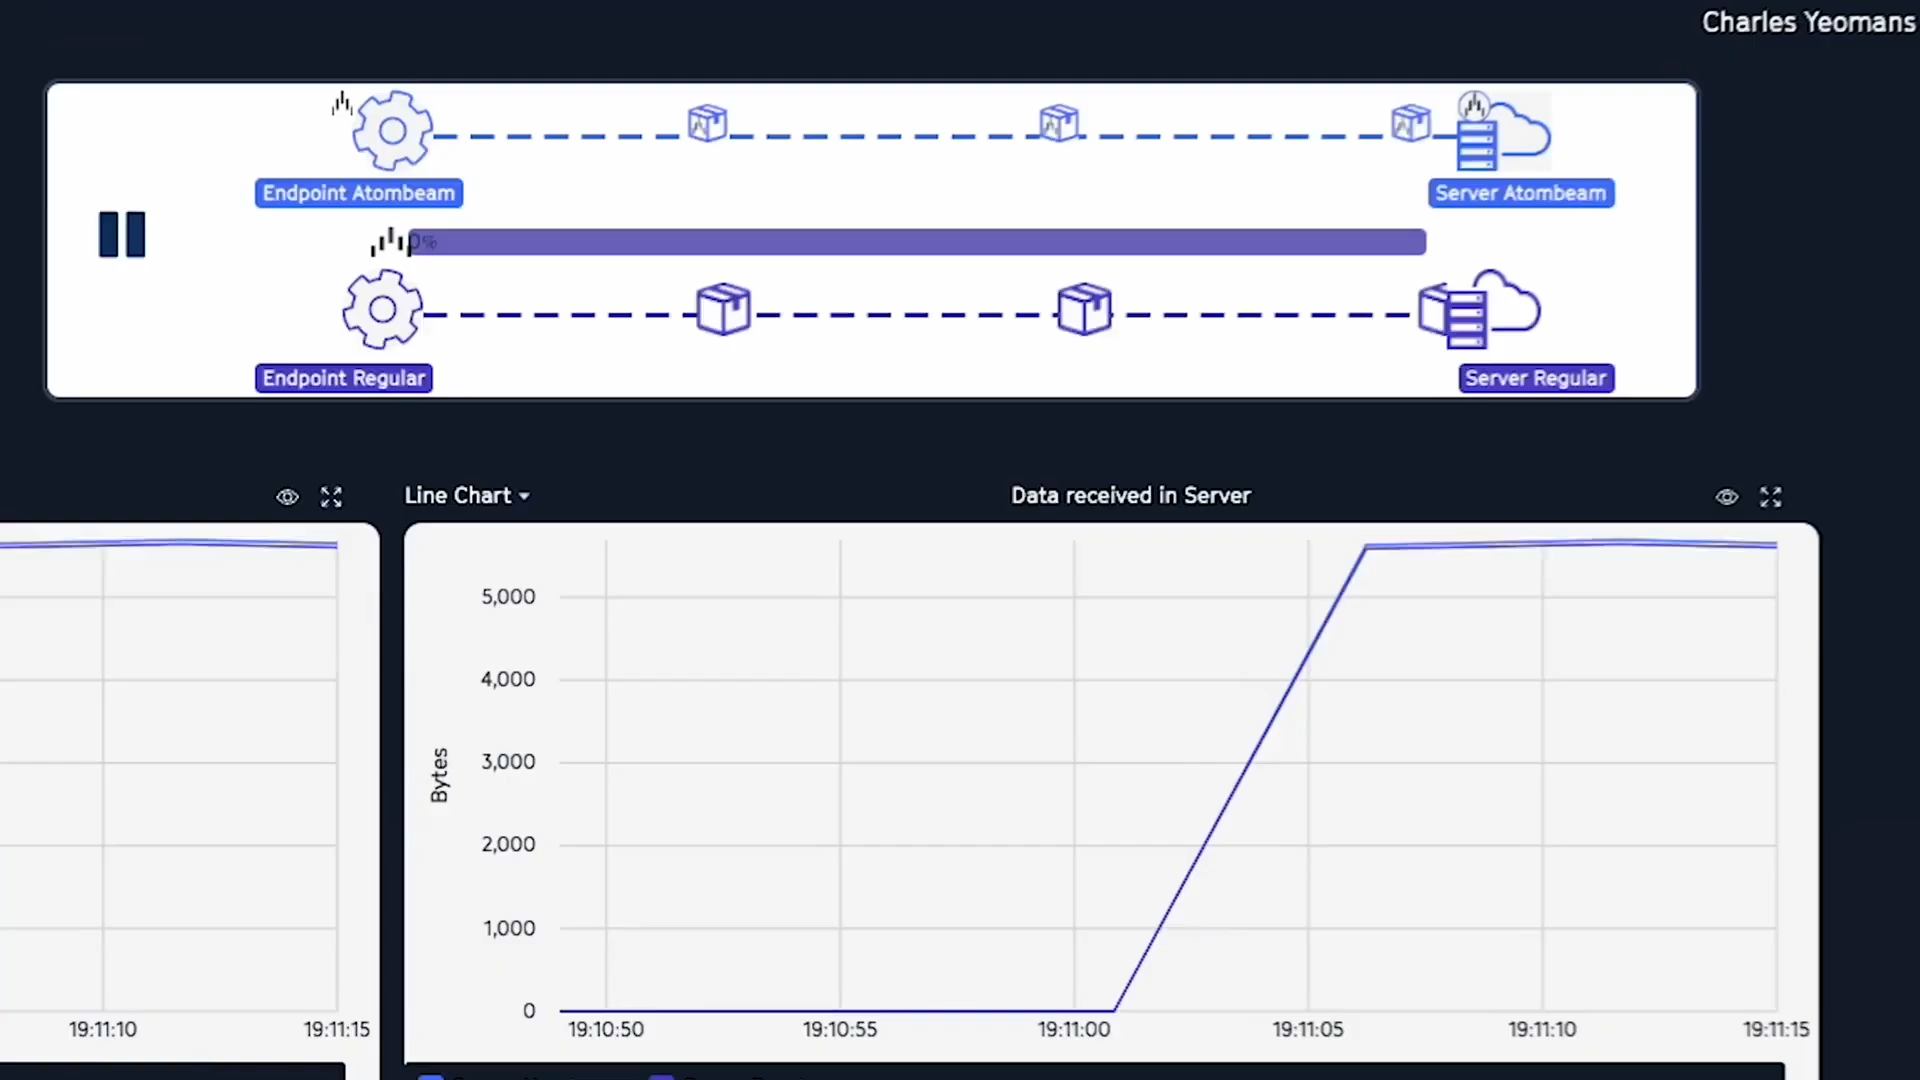 Charles Yeomans
Endpoint Atombeam
Server Atombeam
0%
Endpoint Regular
Server Regular
Line Chart
Data received in Server
5,000
4,000
3,000
2,000
1,000
0
Bytes
19:11:10
19:11:15
19:10:50
19:10:55
19:11:00
19:11:05
19:11:10
19:11:15